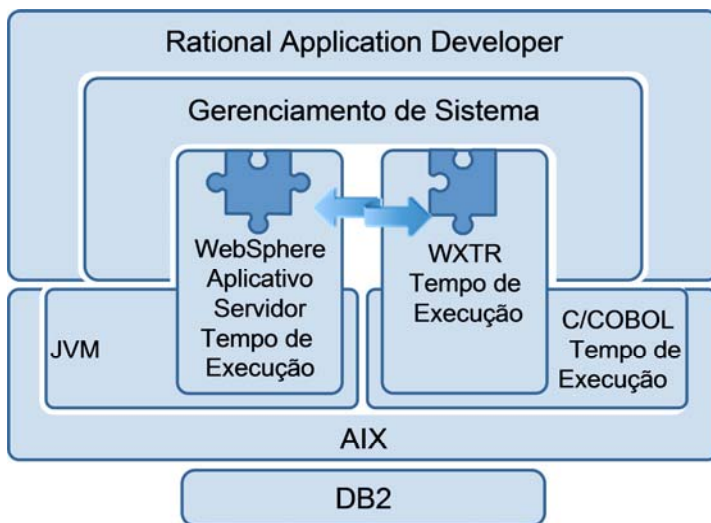 Rational Application Developer
Gerenciamento de Sistema
WebSphere
Aplicativo
Servidor
Tempo de
Execução
WXTR
Tempo de
Execução
JVM
C/COBOL
Tempo de
Execução
AIX
DB2